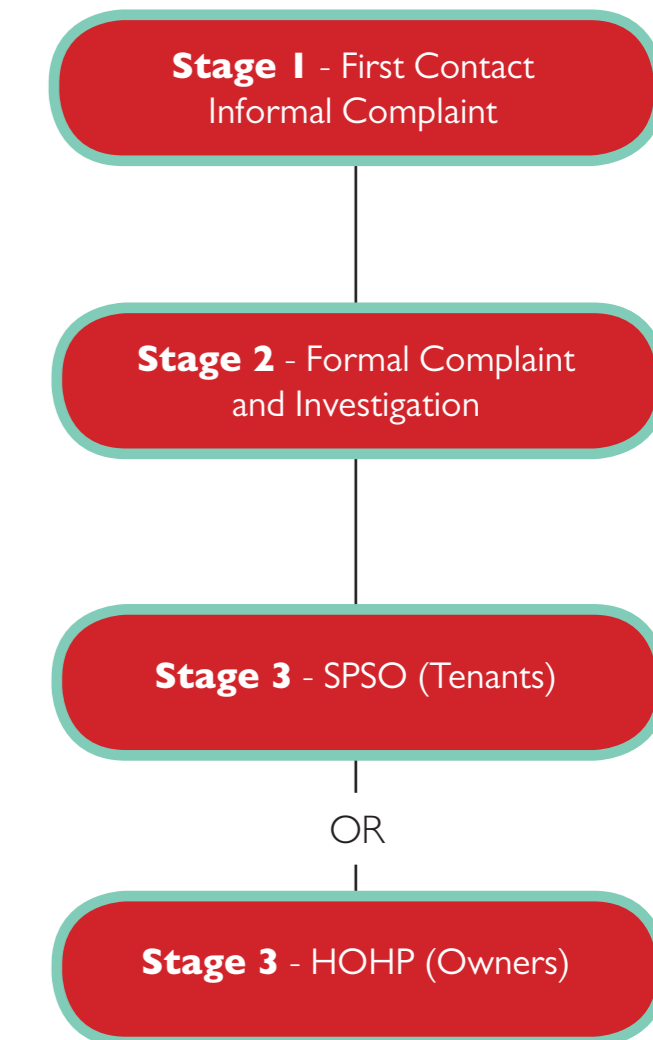 Stage 1 - First Contact
Informal Complaint
Stage 2 - Formal Complaint
and Investigation
Stage 3 - SPSO (Tenants)
OR
Stage 3 - HOHP (Owners)